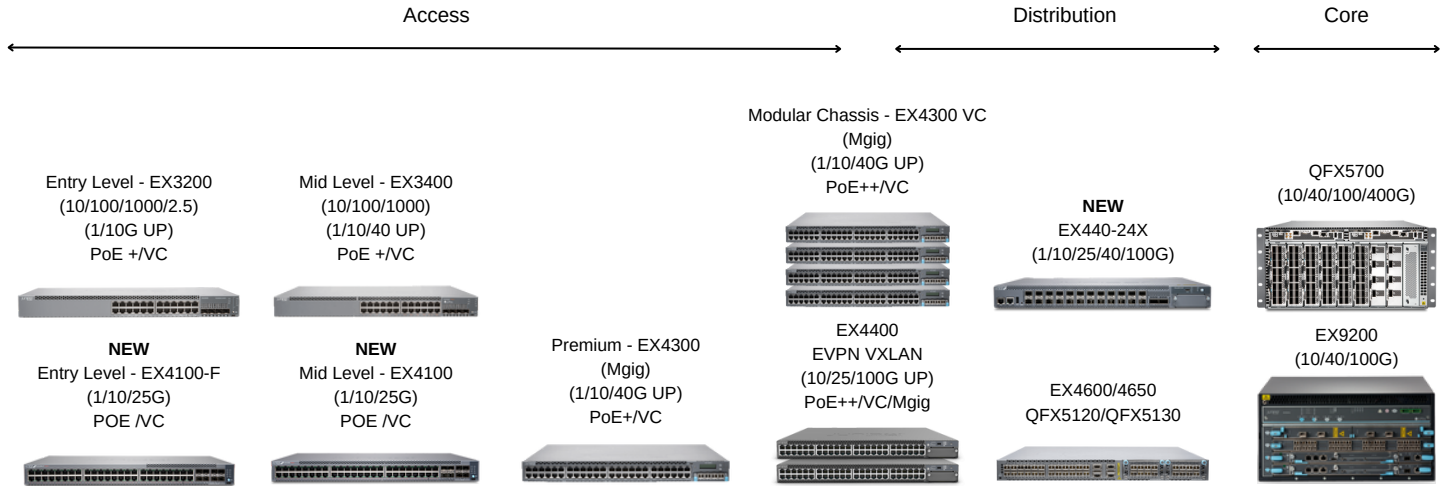 Access
Distribution
Core
Entry Level - EX3200
(10/100/1000/2.5)
(1/10G UP)
PoE +/VC
Mid Level - EX3400
(10/100/1000)
(1/10/40 UP)
PoE +/VC
Modular Chassis - EX4300 VC
(Mgig)
(1/10/40G UP)
PoE++/VC
NEW
EX440-24X
(1/10/25/40/100G)
QFX5700
(10/40/100/400G)
NEW
Entry Level - EX4100-F
(1/10/25G)
POE /VC
NEW
Mid Level - EX4100
(1/10/25G)
POE /VC
Premium - EX4300
(Mgig)
(1/10/40G UP)
PoE+/VC
EX4400
EVPN VXLAN
(10/25/100G UP)
PoE++/VC/Mgig
EX4600/4650
QFX5120/QFX5130
EX9200
(10/40/100G)